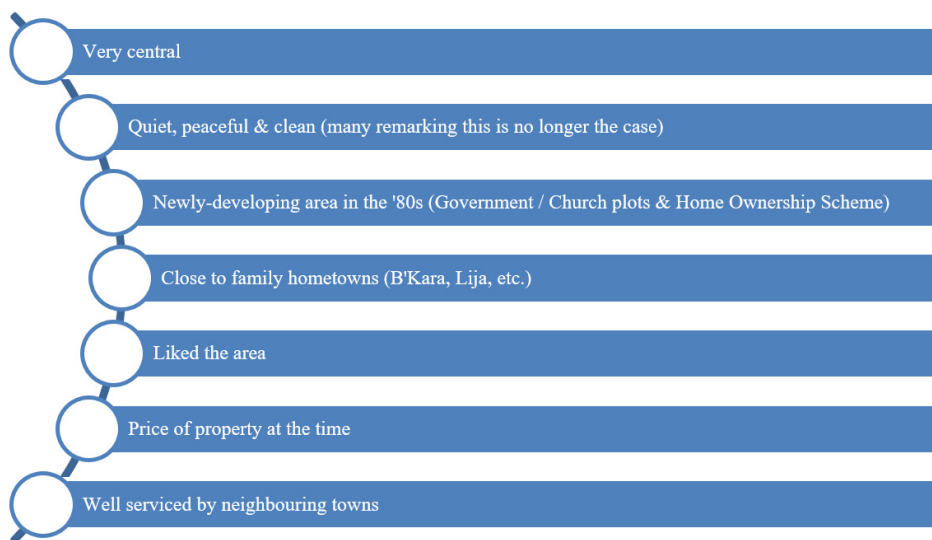 Very central
Quiet, peaceful & clean (many remarking this is no longer the case)
Newly-developing area in the '80s (Government / Church plots & Home Ownership Scheme)
Close to family hometowns (B'Kara, Lija, etc.)
Liked the area
Price of property at the time
Well serviced by neighbouring towns